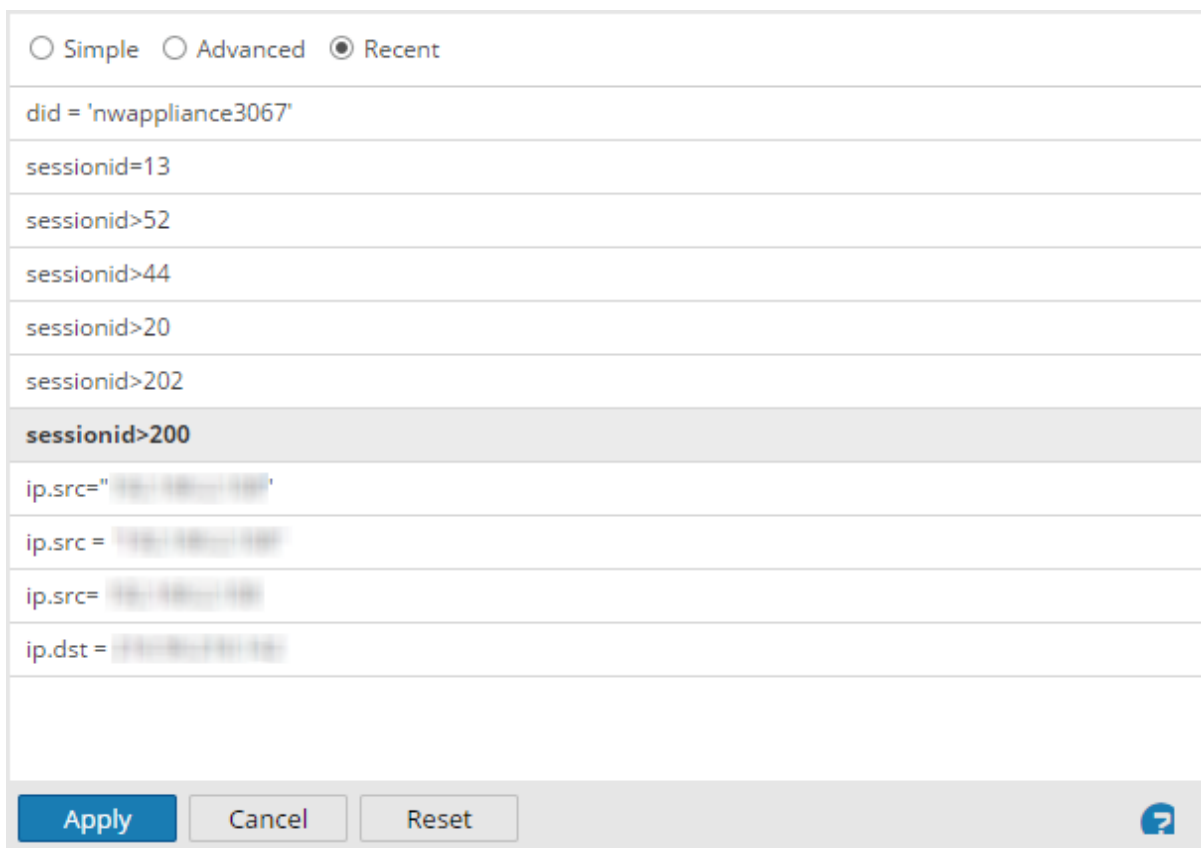 Simple Advanced Recent
did = 'nwappliance3067'
sessionid=13
sessionid>52
sessionid>44
sessionid>20
sessionid>202
sessionid>200
ip.src=" '
ip.src =
ip.src=
ip.dst =
Apply Cancel Reset ?